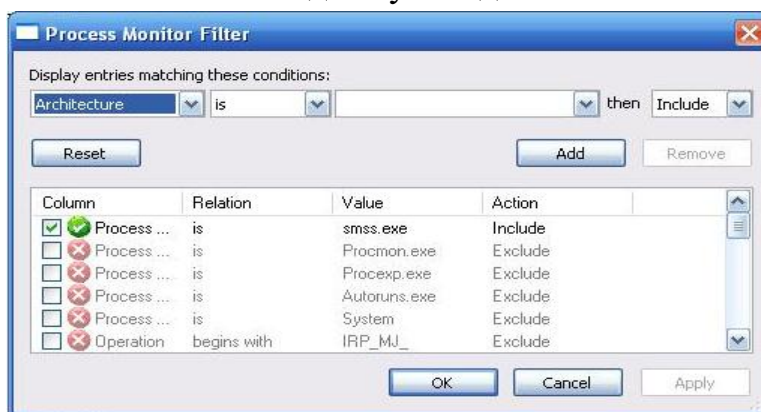 Process Monitor Filter
Display entries matching these conditions:
Architecture is then Include
Reset Add Remove
Column Relation Value Action
Process ... is smss.exe Include
Process ... is Procmon.exe Exclude
Process ... is Procexp.exe Exclude
Process ... is Autoruns.exe Exclude
Process ... is System Exclude
Operation begins with IRP_MJ_ Exclude
OK Cancel Apply